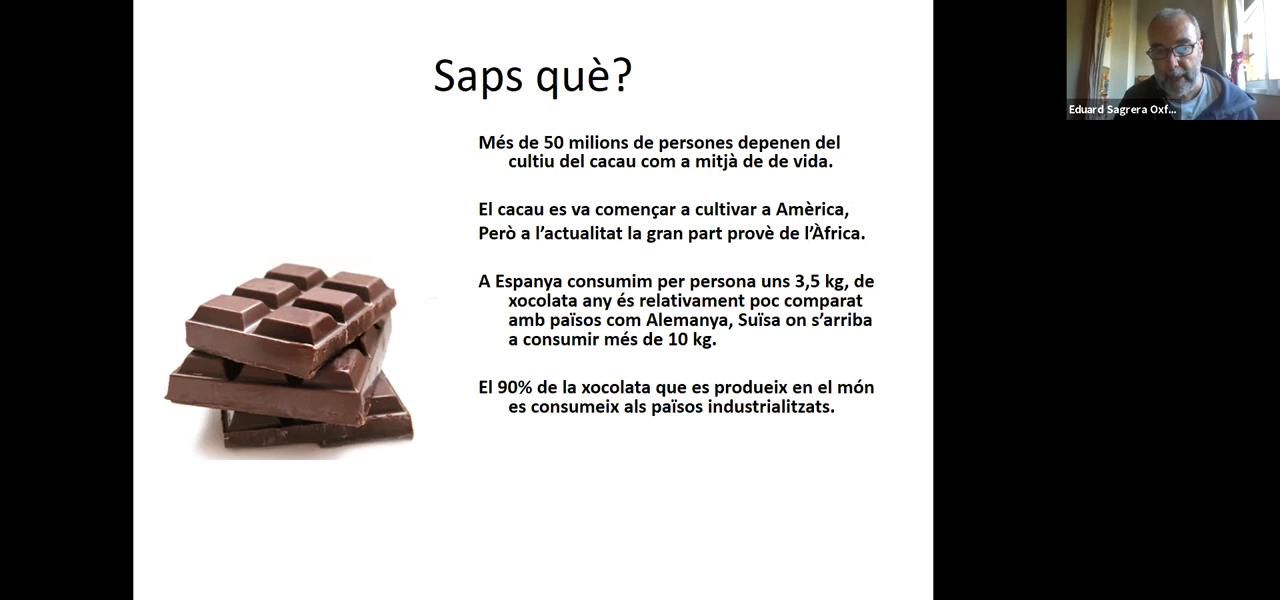 Saps què?
Més de 50 milions de persones depenen del
cultiu del cacau com a mitjà de de vida.
El cacau es va començar a cultivar a Amèrica,
Però a l’actualitat la gran part provè de l’Àfrica.
A Espanya consumim per persona uns 3,5 kg, de
xocolata any és relativament poc comparat
amb països com Alemanya, Suïsa on s’arriba
a consumir més de 10 kg.
El 90% de la xocolata que es produeix en el món
es consumeix als països industrialitzats.
Eduard Sagrera Oxf...